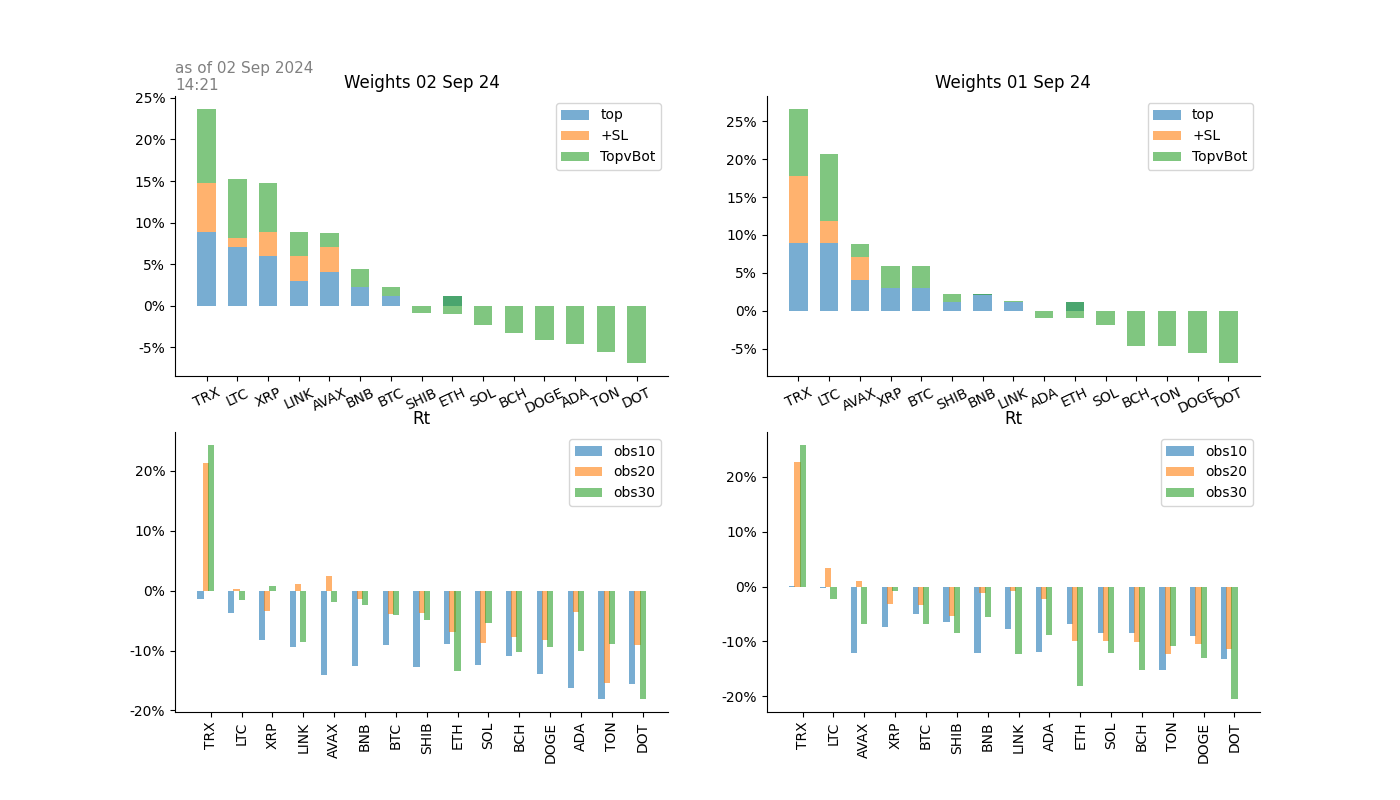 as of 02 Sep 2024
14:21
Weights 02 Sep 24
25%
20%
15%
10%
5%
0%
-5%
top
+SL
TopvBot
TRX LTC XRP LINK AVAX BNB BTC SHIB ETH SOL BCH DOGE ADA TON DOT
Weights 01 Sep 24
25%
20%
15%
10%
5%
0%
-5%
top
+SL
TopvBot
TRX LTC AVAX XRP BTC SHIB BNB LINK ADA ETH SOL BCH TON DOGE DOT
Rt
20%
10%
0%
-10%
-20%
obs10
obs20
obs30
TRX LTC XRP LINK AVAX BNB BTC SHIB ETH SOL BCH DOGE ADA TON DOT
Rt
20%
10%
0%
-10%
-20%
obs10
obs20
obs30
TRX LTC AVAX XRP BTC SHIB BNB LINK ADA ETH SOL BCH TON DOGE DOT